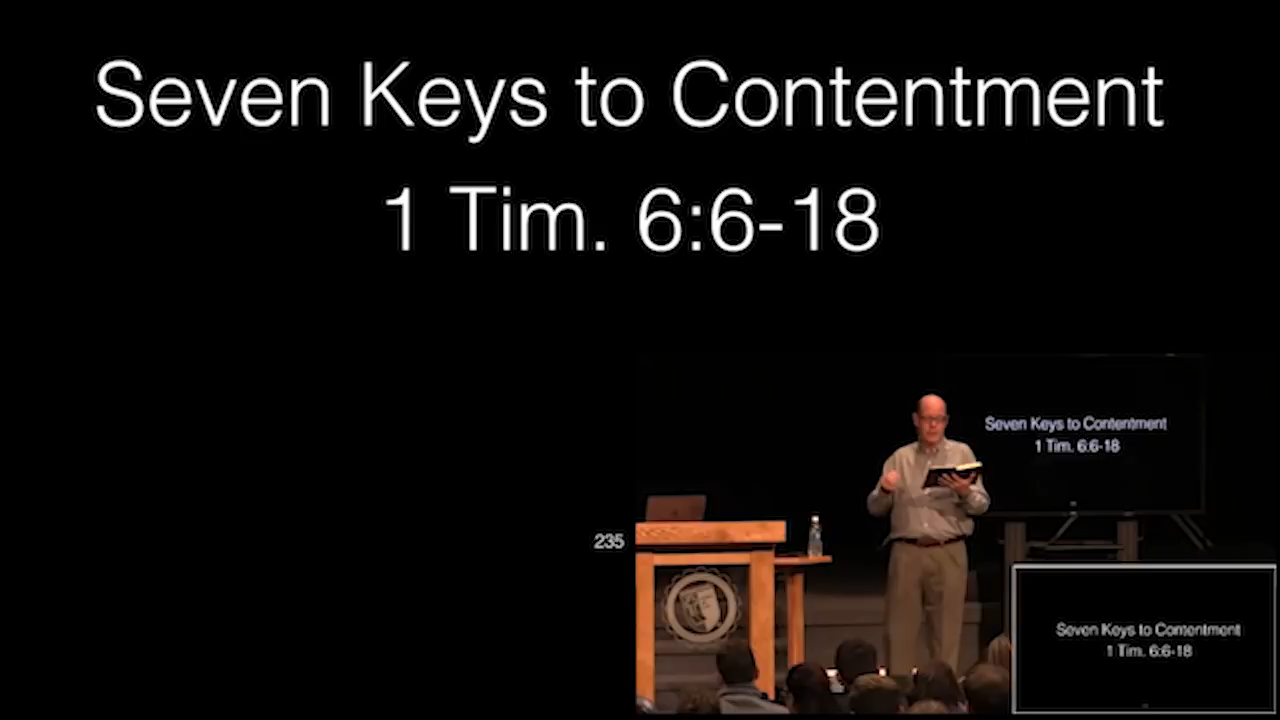 Seven Keys to Contentment
1 Tim. 6:6-18
Seven Keys to Contentment
1 Tim. 6:6-18
235
Seven Keys to Contentment
1 Tim. 6:6-18